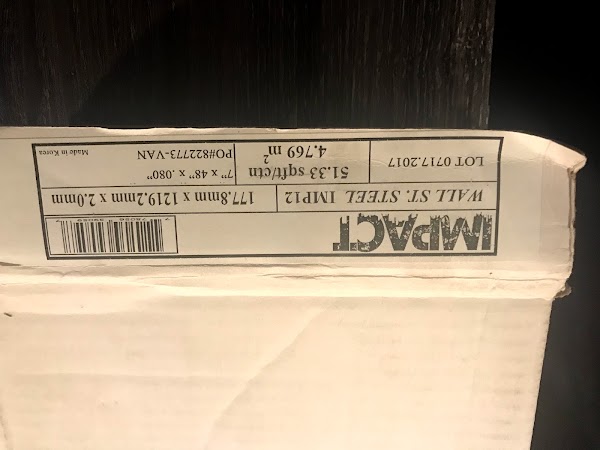 IMPACT
WALL ST. STEEL IMP12
177.8mm x 1219.2mm x 2.0mm
LOT 0717.2017
51.33 sqft/ctn
4.769 m²
7" x 48" x .080"
PO#822773-VAN
Made in Korea